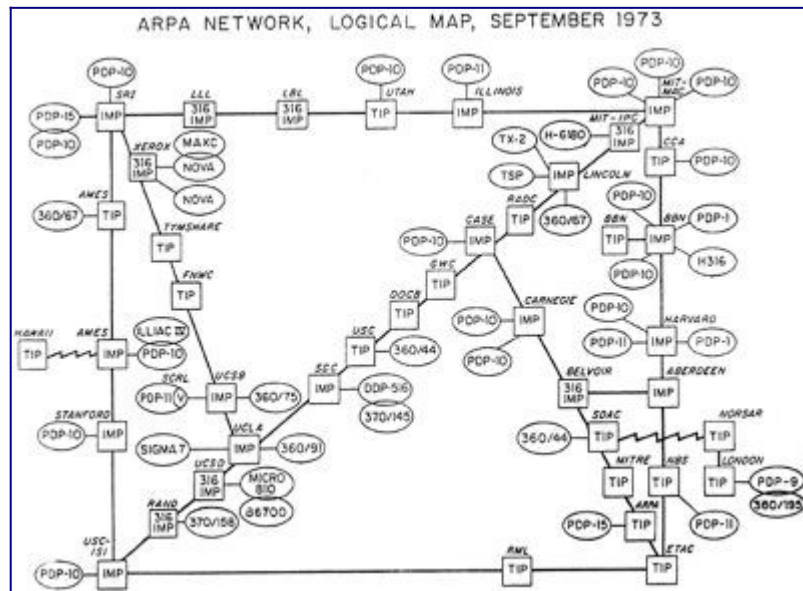 ARPA NETWORK, LOGICAL MAP, SEPTEMBER 1973
PDP-10
PDP-10
PDP-11
PDP-10
PDP-10
MIT-MAC
PDP-10
SRI
LLL
LBL
UTAH
ILLINOIS
PDP-15
IMP
316 IMP
316 IMP
TIP
IMP
IMP
PDP-10
MIT-IPC
XEROX
MAXC
TX-2
H-6180
316 IMP
CCA
316 IMP
NOVA
LINCOLN
TIP
PDP-10
NOVA
TSP
IMP
AMES
RADC
PDP-10
360/67
TIP
360/67
CASE
TIP
BBN
BBN
PDP-1
TYMSHARE
PDP-10
IMP
TIP
IMP
TIP
GWC
PDP-10
H316
FNWC
DOCB
TIP
CARNEGIE
PDP-10
HARVARD
TIP
HAWAII
AMES
ILLIAC IV
USC
TIP
PDP-10
IMP
PDP-11
IMP
PDP-1
TIP
IMP
PDP-10
TIP
360/44
PDP-10
SCRL
UCSB
SCC
BELVOIR
ABERDEEN
PDP-11
V
IMP
360/75
IMP
DDP-516
316 IMP
IMP
STANFORD
UCLA
370/145
SDAC
NORSAR
PDP-10
IMP
SIGMA7
IMP
360/91
360/44
TIP
TIP
UCSD
MITRE
NBS
LONDON
316 IMP
MICRO 810
TIP
TIP
TIP
PDP-9
RAND
B6700
360/195
316 IMP
370/158
ARPA
USC-ISI
PDP-15
TIP
PDP-11
RML
ETAC
PDP-10
IMP
TIP
TIP